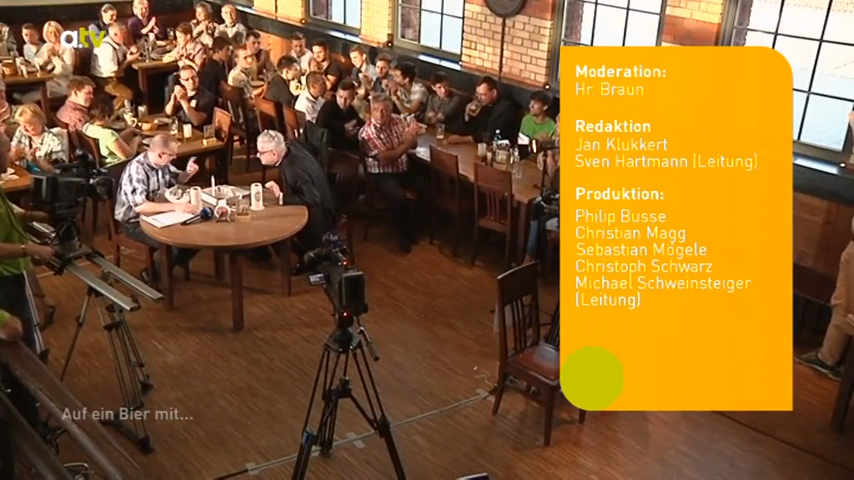 a.tv
Moderation:
Hr. Braun
Redaktion
Jan Klukkert
Sven Hartmann (Leitung)
Produktion:
Philip Busse
Christian Magg
Sebastian Mögele
Christoph Schwarz
Michael Schweinsteiger
(Leitung)
Auf ein Bier mit...